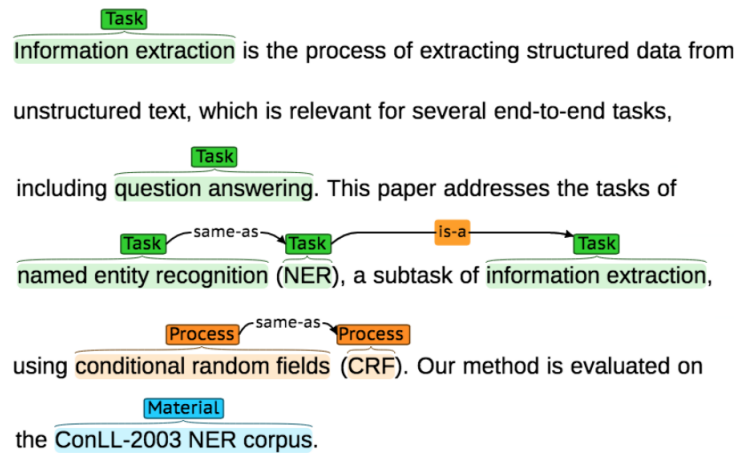 Task
Information extraction is the process of extracting structured data from
unstructured text, which is relevant for several end-to-end tasks,
Task
including question answering. This paper addresses the tasks of
Task same-as Task is-a Task
named entity recognition (NER), a subtask of information extraction,
Process same-as Process
using conditional random fields (CRF). Our method is evaluated on
Material
the ConLL-2003 NER corpus.